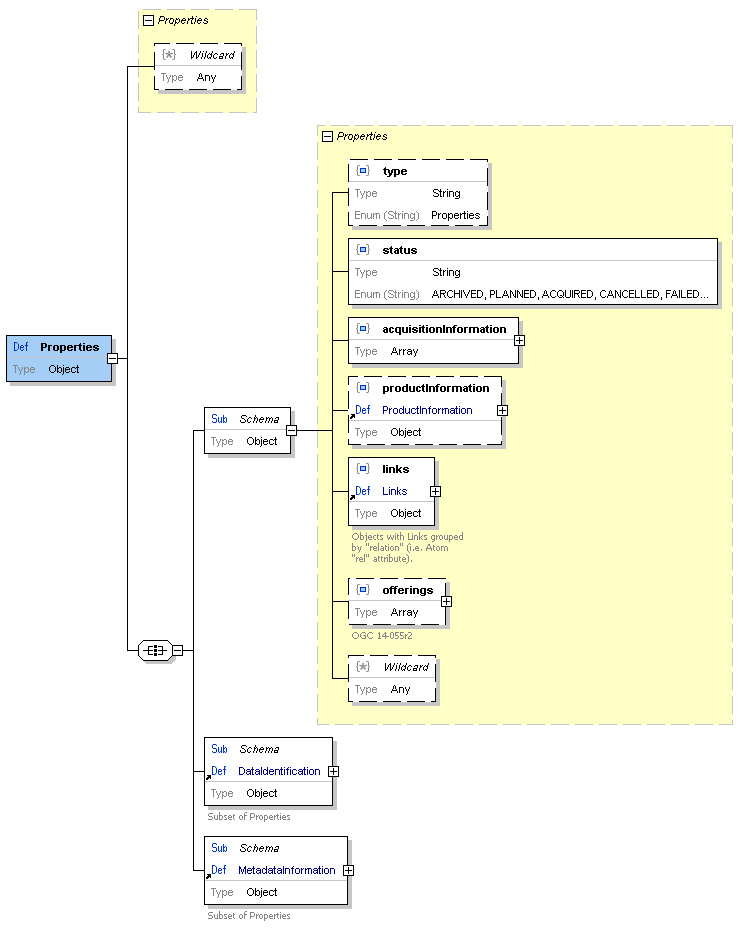 Properties
{*} Wildcard
Type Any
Properties
type
Type String
Enum (String) Properties
status
Type String
Enum (String) ARCHIVED, PLANNED, ACQUIRED, CANCELLED, FAILED...
Def Properties
Type Object
acquisitionInformation
Type Array
productInformation
Def ProductInformation
Type Object
Sub Schema
Type Object
links
Def Links
Type Object
Objects with Links grouped
by "relation" (i.e. Atom
"rel" attribute).
offerings
Type Array
OGC 14-055r2
{*} Wildcard
Type Any
Sub Schema
Def DataIdentification
Type Object
Subset of Properties
Sub Schema
Def MetadataInformation
Type Object
Subset of Properties